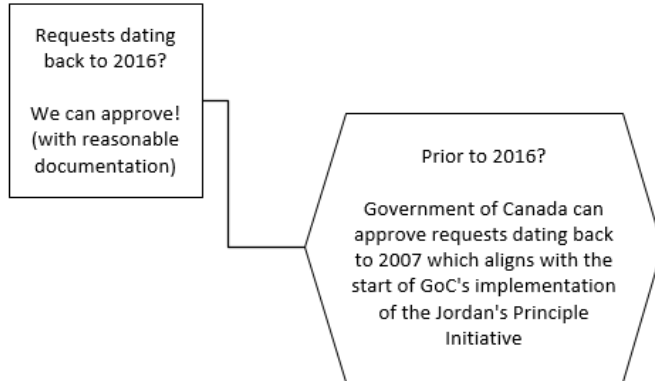 Requests dating
back to 2016?
We can approve!
(with reasonable
documentation)
Prior to 2016?
Government of Canada can
approve requests dating back
to 2007 which aligns with the
start of GoC's implementation
of the Jordan's Principle
Initiative